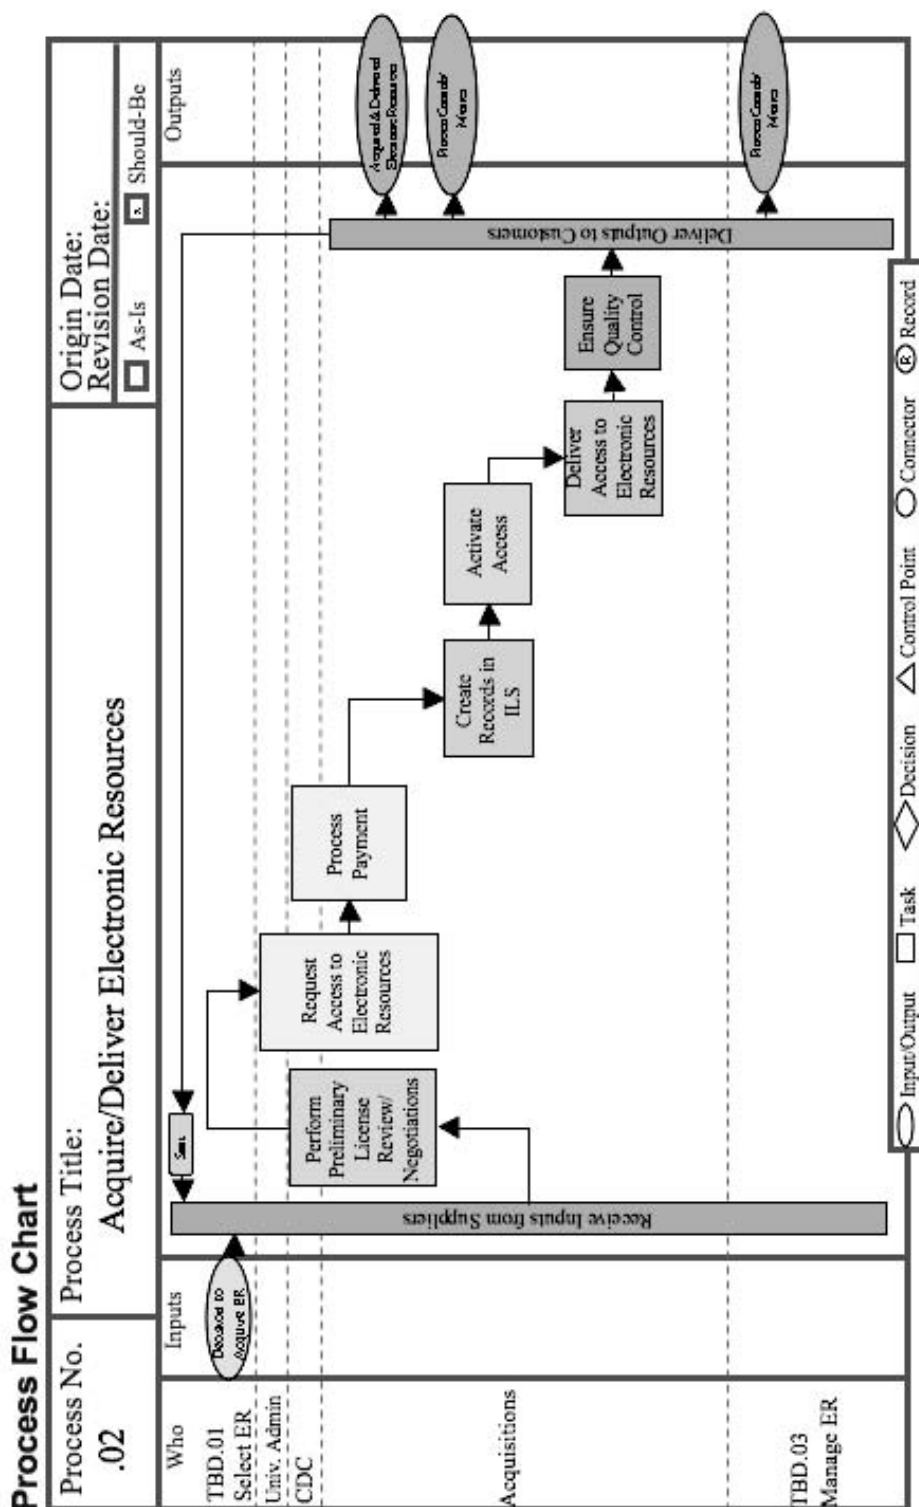 Process Flow Chart
Process No.
.02
Process Title:
Acquire/Deliver Electronic Resources
Origin Date:
Revision Date:
As-Is
Should-Be
Who
Inputs
Outputs
TBD.01
Select ER
Univ. Admin
CDC
Acquisitions
TBD.03
Manage ER
Decision to
Acquire ER
Receive Inputs from Suppliers
Perform
Preliminary
License
Review/
Negotiations
Request
Access to
Electronic
Resources
Process
Payment
Create
Records in
ILS
Activate
Access
Deliver
Access to
Electronic
Resources
Ensure
Quality
Control
Deliver Outputs to Customers
Acquired & Delivered
Electronic Resources
Input/Output
Task
Decision
Control Point
Connector
R
Record